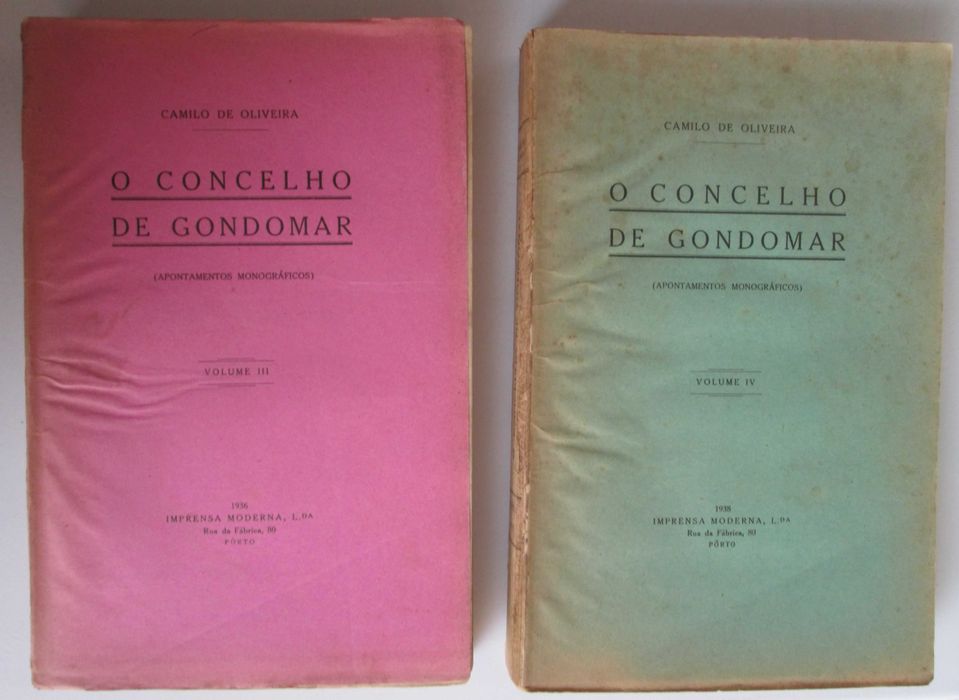 CAMILO DE OLIVEIRA
O CONCELHO
DE GONDOMAR
(APONTAMENTOS MONOGRÁFICOS)
VOLUME III
1936
IMPRENSA MODERNA, L.DA
Rua da Fábrica, 80
PÔRTO
CAMILO DE OLIVEIRA
O CONCELHO
DE GONDOMAR
(APONTAMENTOS MONOGRÁFICOS)
VOLUME IV
1938
IMPRENSA MODERNA, L.DA
Rua da Fábrica, 80
PÔRTO